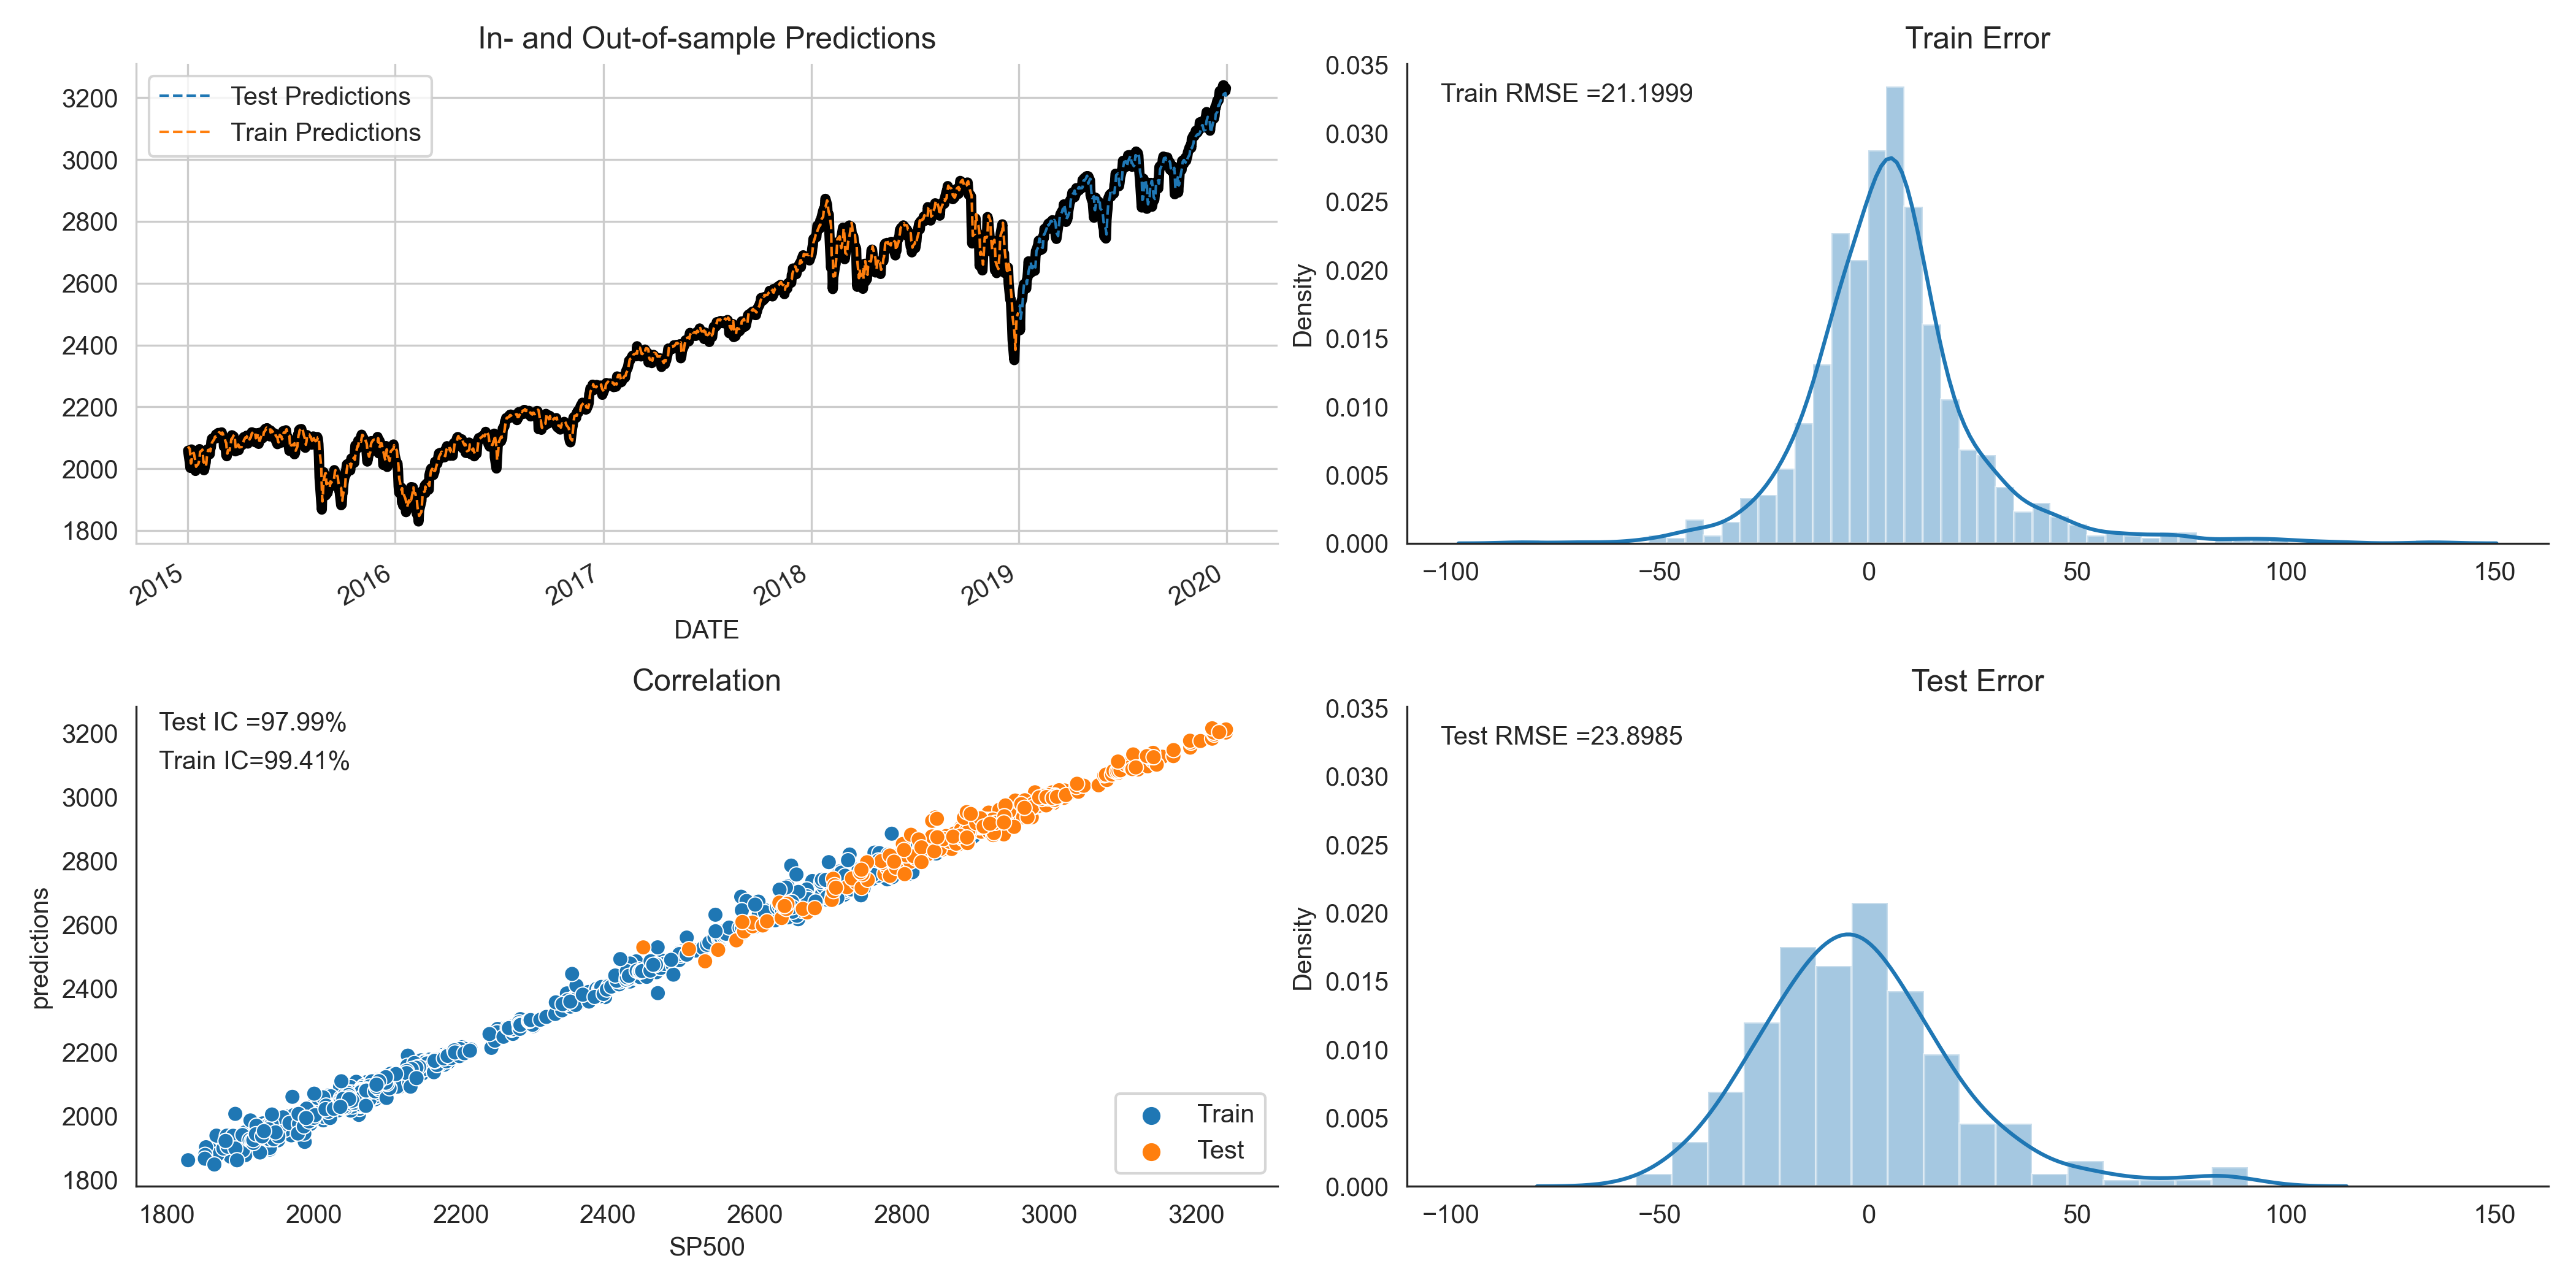 In- and Out-of-sample Predictions
Test Predictions
Train Predictions
3200
3000
2800
2600
2400
2200
2000
1800
2015 2016 2017 2018 2019 2020
DATE
Train Error
Train RMSE =21.1999
Density
0.035
0.030
0.025
0.020
0.015
0.010
0.005
0.000
−100 −50 0 50 100 150
Correlation
Test IC =97.99%
Train IC=99.41%
predictions
3200
3000
2800
2600
2400
2200
2000
1800
Train
Test
1800 2000 2200 2400 2600 2800 3000 3200
SP500
Test Error
Test RMSE =23.8985
Density
0.035
0.030
0.025
0.020
0.015
0.010
0.005
0.000
−100 −50 0 50 100 150